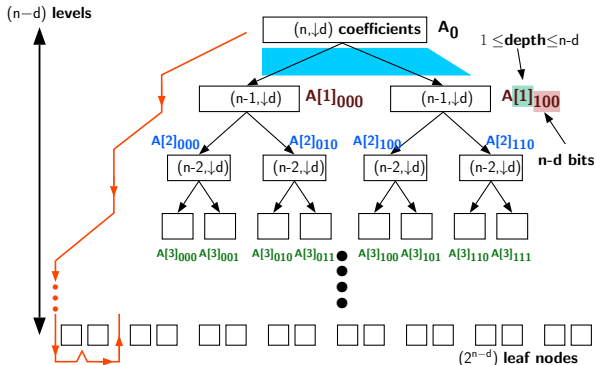 (n−d) levels
(n,↓d) coefficients A₀
1 ≤depth≤n-d
(n-1,↓d) A[1]₀₀₀ (n-1,↓d) A[1]₁₀₀
A[2]₀₀₀ A[2]₀₁₀ A[2]₁₀₀ A[2]₁₁₀
n-d bits
(n-2,↓d) (n-2,↓d) (n-2,↓d) (n-2,↓d)
A[3]₀₀₀ A[3]₀₀₁ A[3]₀₁₀ A[3]₀₁₁ A[3]₁₀₀ A[3]₁₀₁ A[3]₁₁₀ A[3]₁₁₁
(2ⁿ⁻ᵈ) leaf nodes